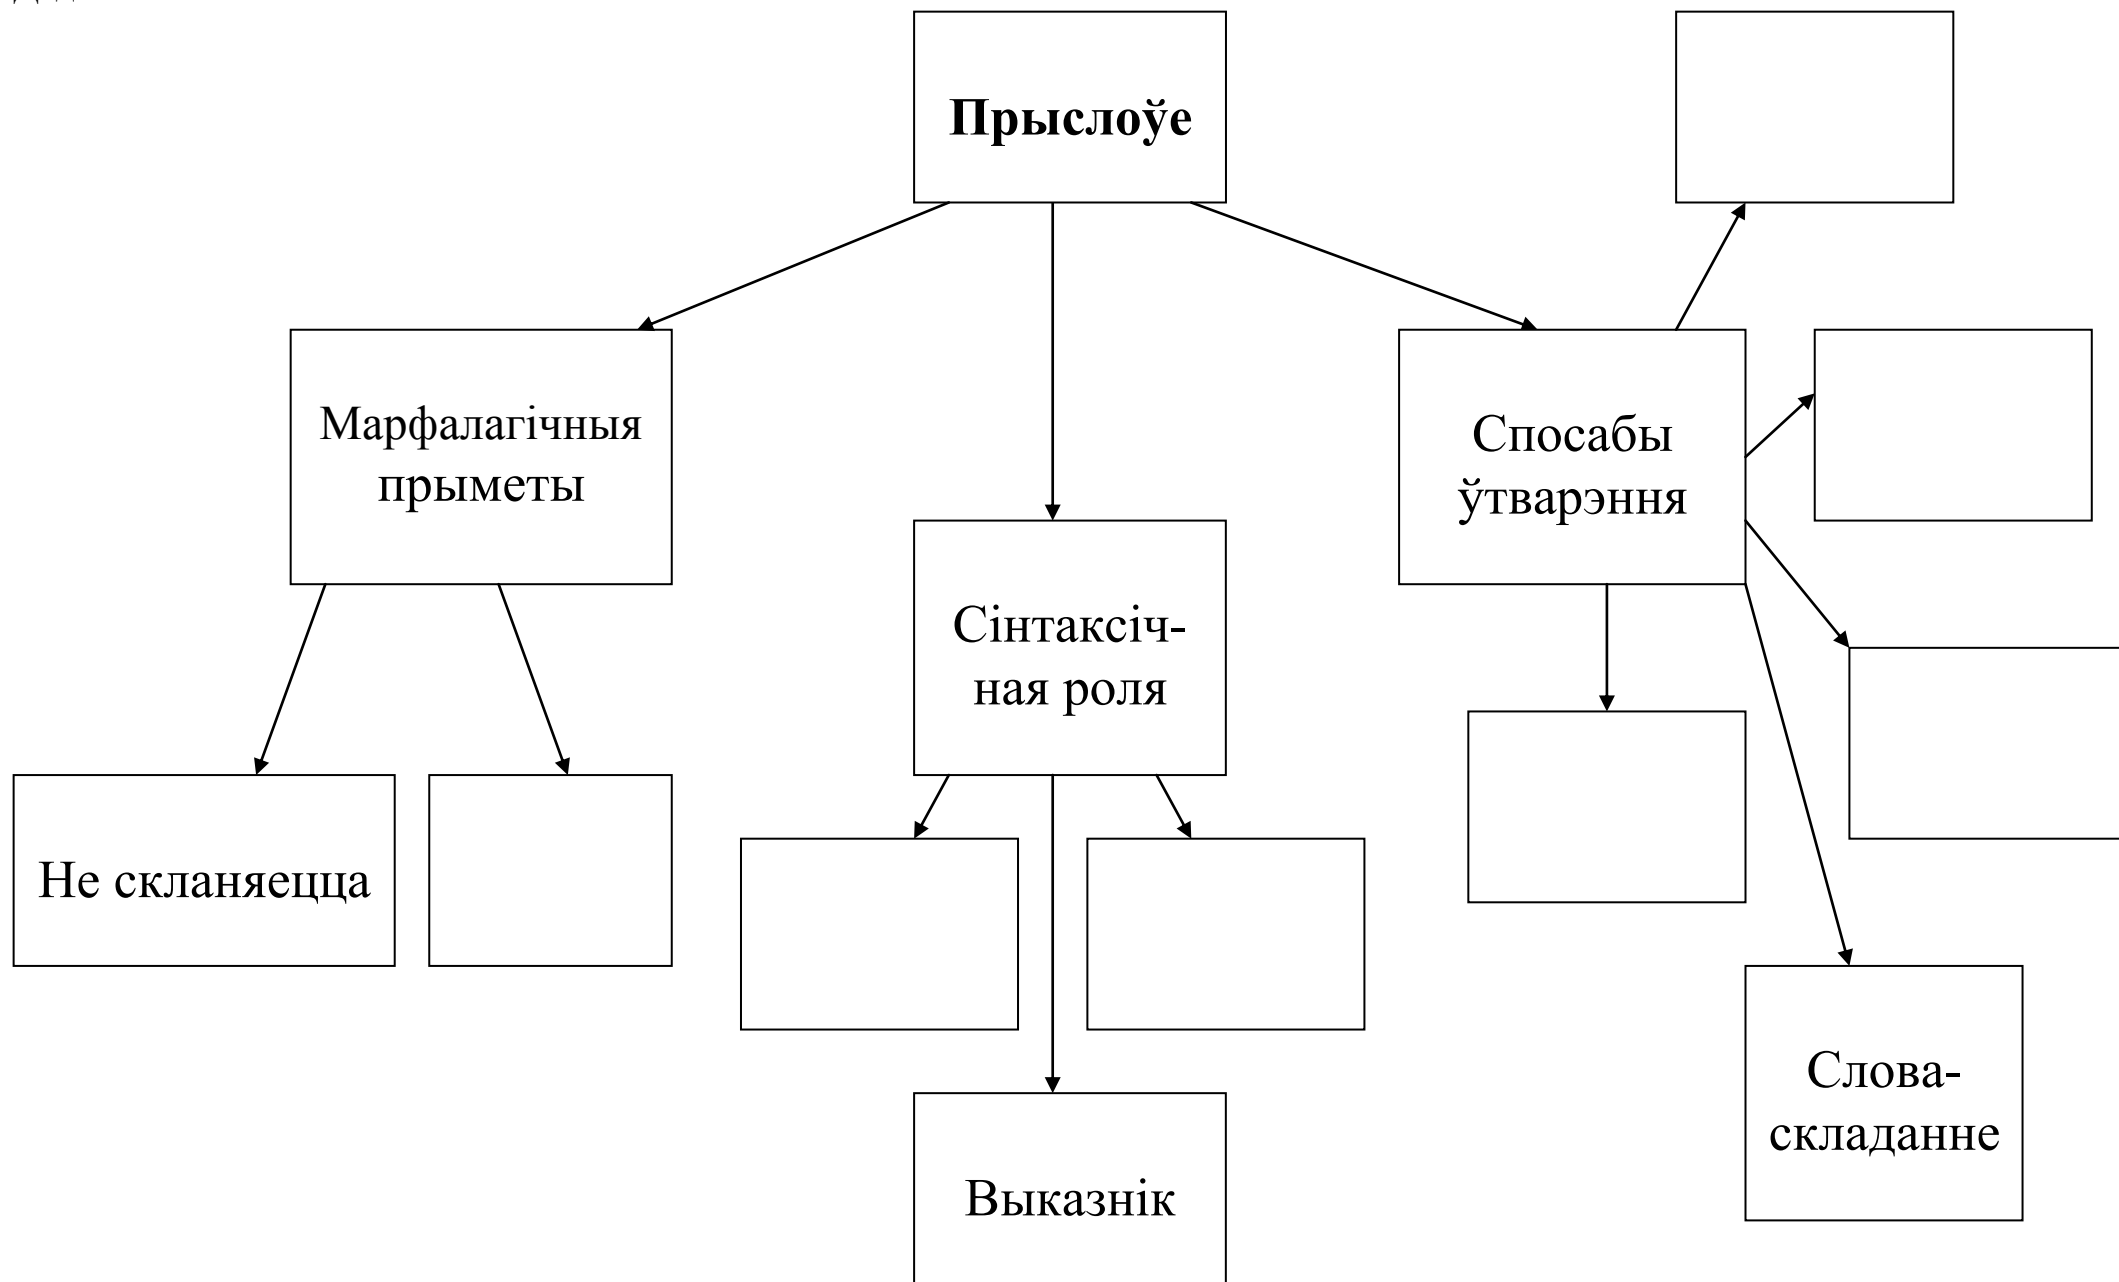 Прыслоўе
Марфалагічныя
прыметы
Спосабы
ўтварэння
Сінтаксіч-
ная роля
Не скланяецца
Слова-
складанне
Выказнік